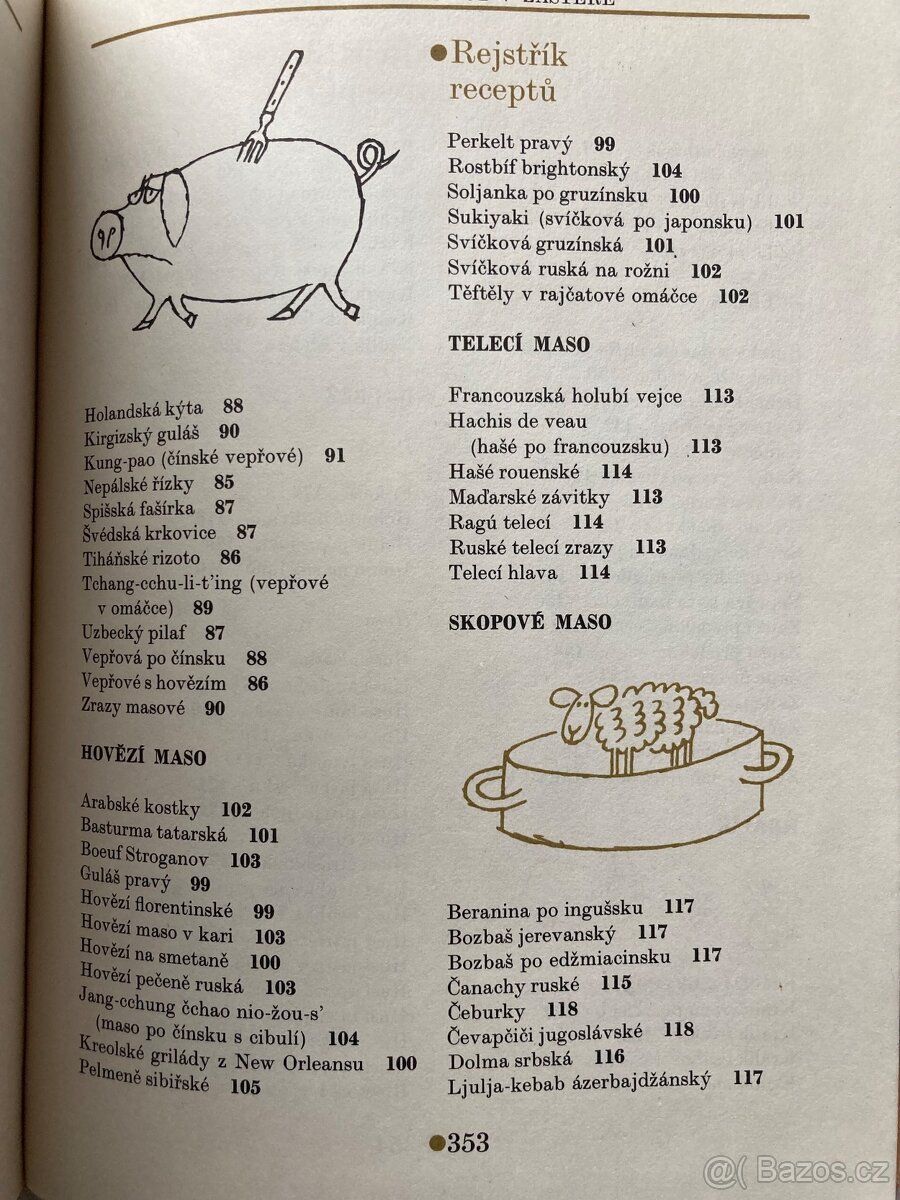 V ZÁSTĚŘE
●Rejstřík
receptů
Holandská kýta 88
Kirgizský guláš 90
Kung-pao (čínské vepřové) 91
Nepálské řízky 85
Spišská fašírka 87
Švédská krkovice 87
Tiháňské rizoto 86
Tchang-cchu-li-t'ing (vepřové
v omáčce) 89
Uzbecký pilaf 87
Vepřová po čínsku 88
Vepřové s hovězím 86
Zrazy masové 90
HOVĚZÍ MASO
Arabské kostky 102
Basturma tatarská 101
Boeuf Stroganov 103
Guláš pravý 99
Hovězí florentinské 99
Hovězí maso v kari 103
Hovězí na smetaně 100
Hovězí pečeně ruská 103
Jang-cchung čchao nio-žou-s'
(maso po čínsku s cibulí) 104
Kreolské grilády z New Orleansu 100
Pelmeně sibiřské 105
Perkelt pravý 99
Rostbíf brightonský 104
Soljanka po gruzínsku 100
Sukiyaki (svíčková po japonsku) 101
Svíčková gruzínská 101
Svíčková ruská na rožni 102
Těftěly v rajčatové omáčce 102
TELECÍ MASO
Francouzská holubí vejce 113
Hachis de veau
(hašé po francouzsku) 113
Hašé rouenské 114
Maďarské závitky 113
Ragú telecí 114
Ruské telecí zrazy 113
Telecí hlava 114
SKOPOVÉ MASO
Beranina po ingušsku 117
Bozbaš jerevanský 117
Bozbaš po edžmiacinsku 117
Čanachy ruské 115
Čeburky 118
Čevapčiči jugoslávské 118
Dolma srbská 116
Ljulja-kebab ázerbajdžánský 117
●353
@( Bazos.cz